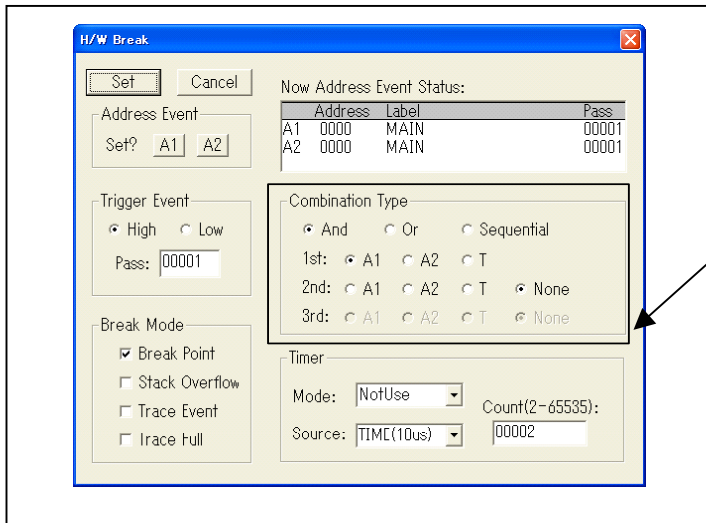 H/W Break
Set Cancel
Address Event
Set? A1 A2
Now Address Event Status:
Address Label Pass
A1 0000 MAIN 00001
A2 0000 MAIN 00001
Trigger Event
High Low
Pass: 00001
Combination Type
And Or Sequential
1st: A1 A2 T
2nd: A1 A2 T None
3rd: A1 A2 T None
Break Mode
Break Point
Stack Overflow
Trace Event
Trace Full
Timer
Mode: NotUse
Count(2-65535):
Source: TIME(10us) 00002